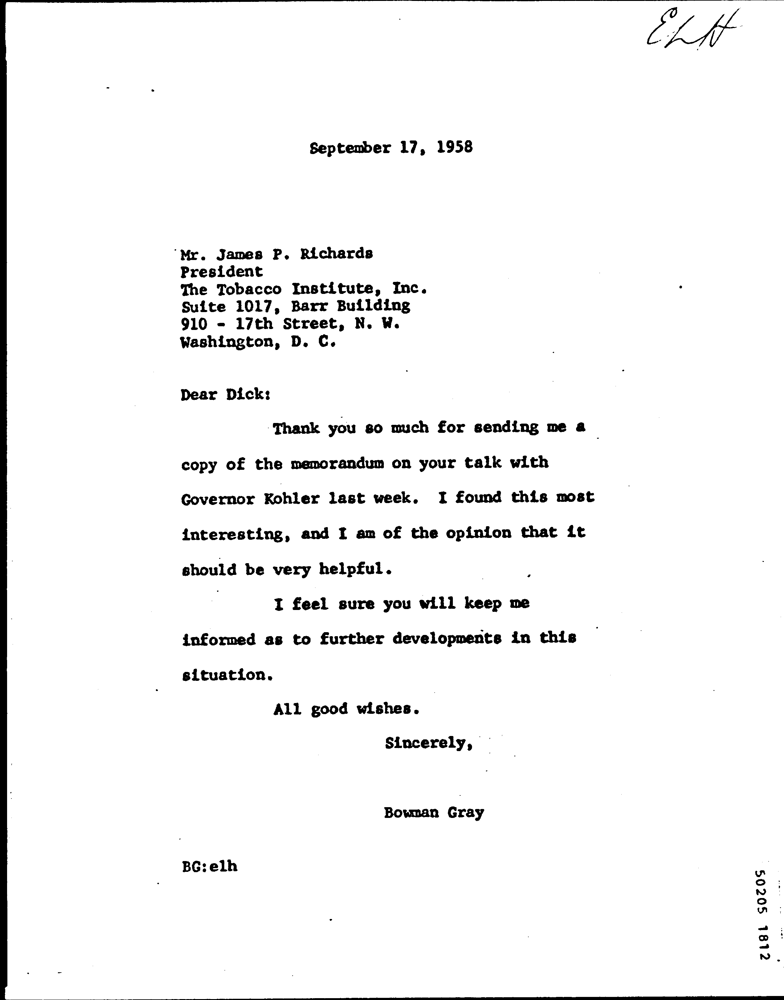 ELH
September 17, 1958
Mr. James P. Richards
President
The Tobacco Institute, Inc.
Suite 1017, Barr Building
910 - 17th Street, N. W.
Washington, D. C.
Dear Dick:
Thank you so much for sending me a
copy of the memorandum on your talk with
Governor Kohler last week. I found this most
interesting, and I am of the opinion that it
should be very helpful.
I feel sure you will keep me
informed as to further developments in this
situation.
All good wishes.
Sincerely,
Bowman Gray
BG:elh
50205 1812